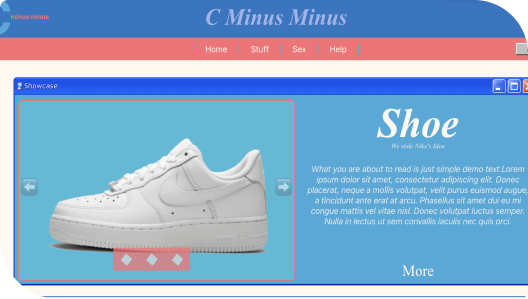 minus minus
C Minus Minus
Home Stuff Sex Help
Showcase
Shoe
We stole Nike's Idea
What you are about to read is just simple demo text.Lorem
ipsum dolor sit amet, consectetur adipiscing elit. Donec
placerat, neque a mollis volutpat, velit purus euismod augue,
a tincidunt ante erat at arcu. Phasellus sit amet dui eu mi
congue mattis vel vitae nisl. Donec volutpat luctus semper.
Nulla in lectus ut sem convallis iaculis nec quis orci.
More